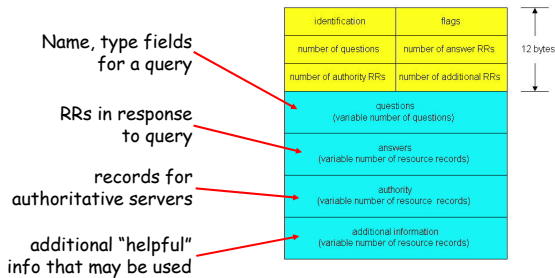 identification flags
Name, type fields
for a query
number of questions number of answer RRs
12 bytes
number of authority RRs number of additional RRs
questions
(variable number of questions)
RRs in response
to query
answers
(variable number of resource records)
records for
authoritative servers
authority
(variable number of resource records)
additional “helpful”
info that may be used
additional information
(variable number of resource records)